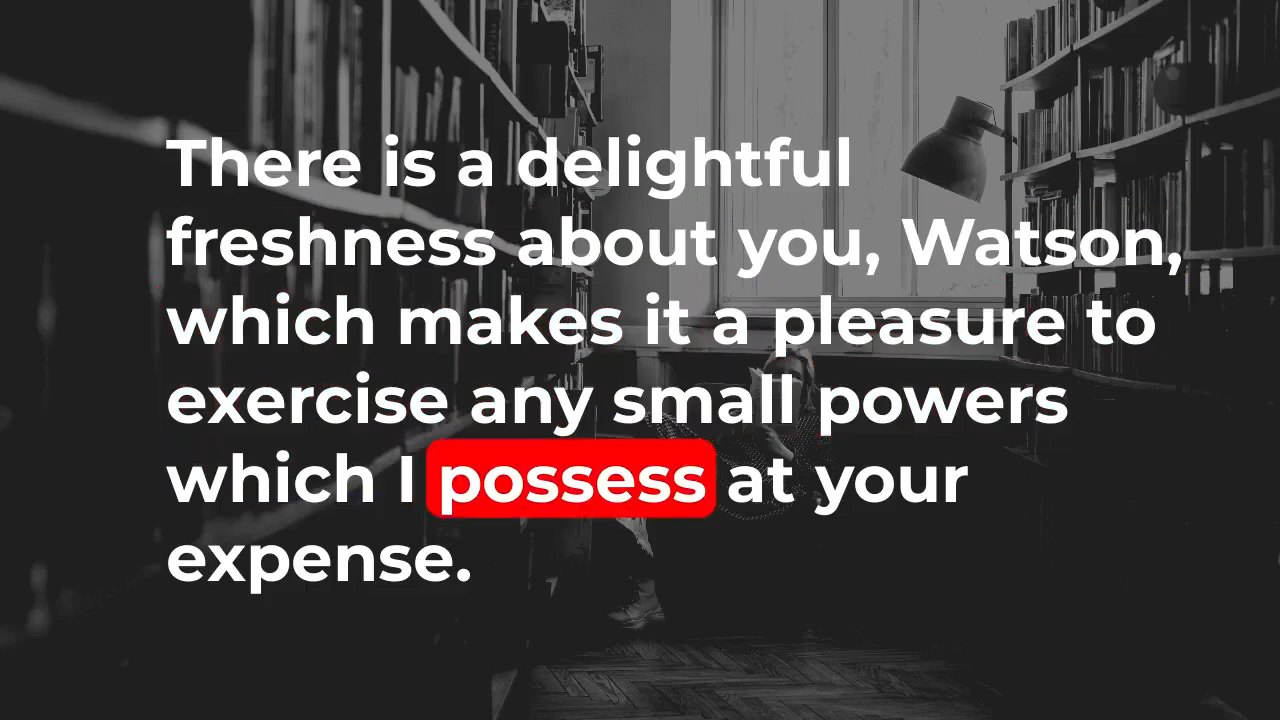 There is a delightful
freshness about you, Watson,
which makes it a pleasure to
exercise any small powers
which I possess at your
expense.